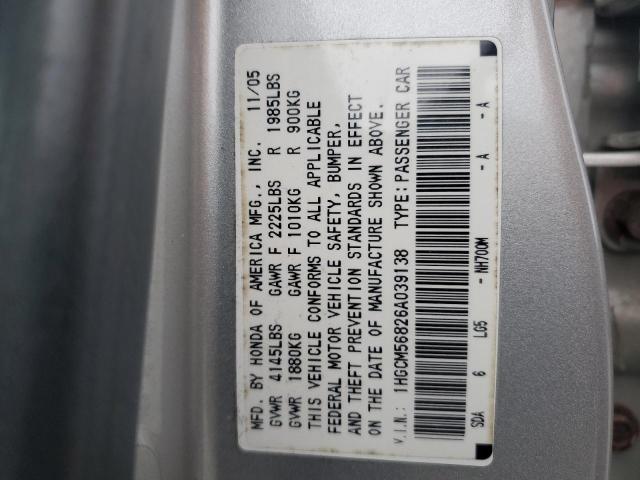 MFD. BY HONDA OF AMERICA MFG., INC. 11/05
GVWR 4145LBS GAWR F 2225LBS R 1985LBS
GVWR 1880KG GAWR F 1010KG R 900KG
THIS VEHICLE CONFORMS TO ALL APPLICABLE
FEDERAL MOTOR VEHICLE SAFETY, BUMPER,
AND THEFT PREVENTION STANDARDS IN EFFECT
ON THE DATE OF MANUFACTURE SHOWN ABOVE.
V.I.N.: 1HGCM56826A039138 TYPE: PASSENGER CAR
SDA 6 LG5 - NH700M - A - A